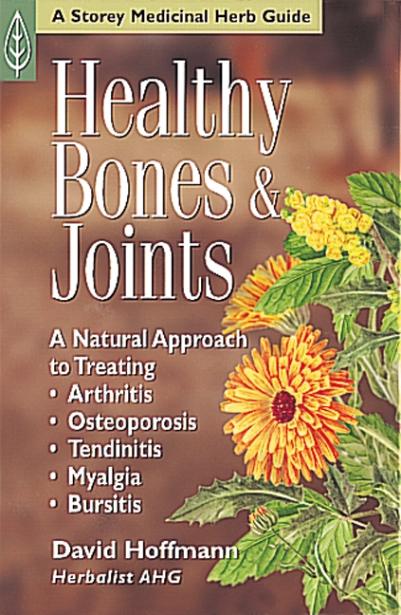 A Storey Medicinal Herb Guide
Healthy
Bones &
Joints
A Natural Approach
to Treating
• Arthritis
• Osteoporosis
• Tendinitis
• Myalgia
• Bursitis
David Hoffmann
Herbalist AHG